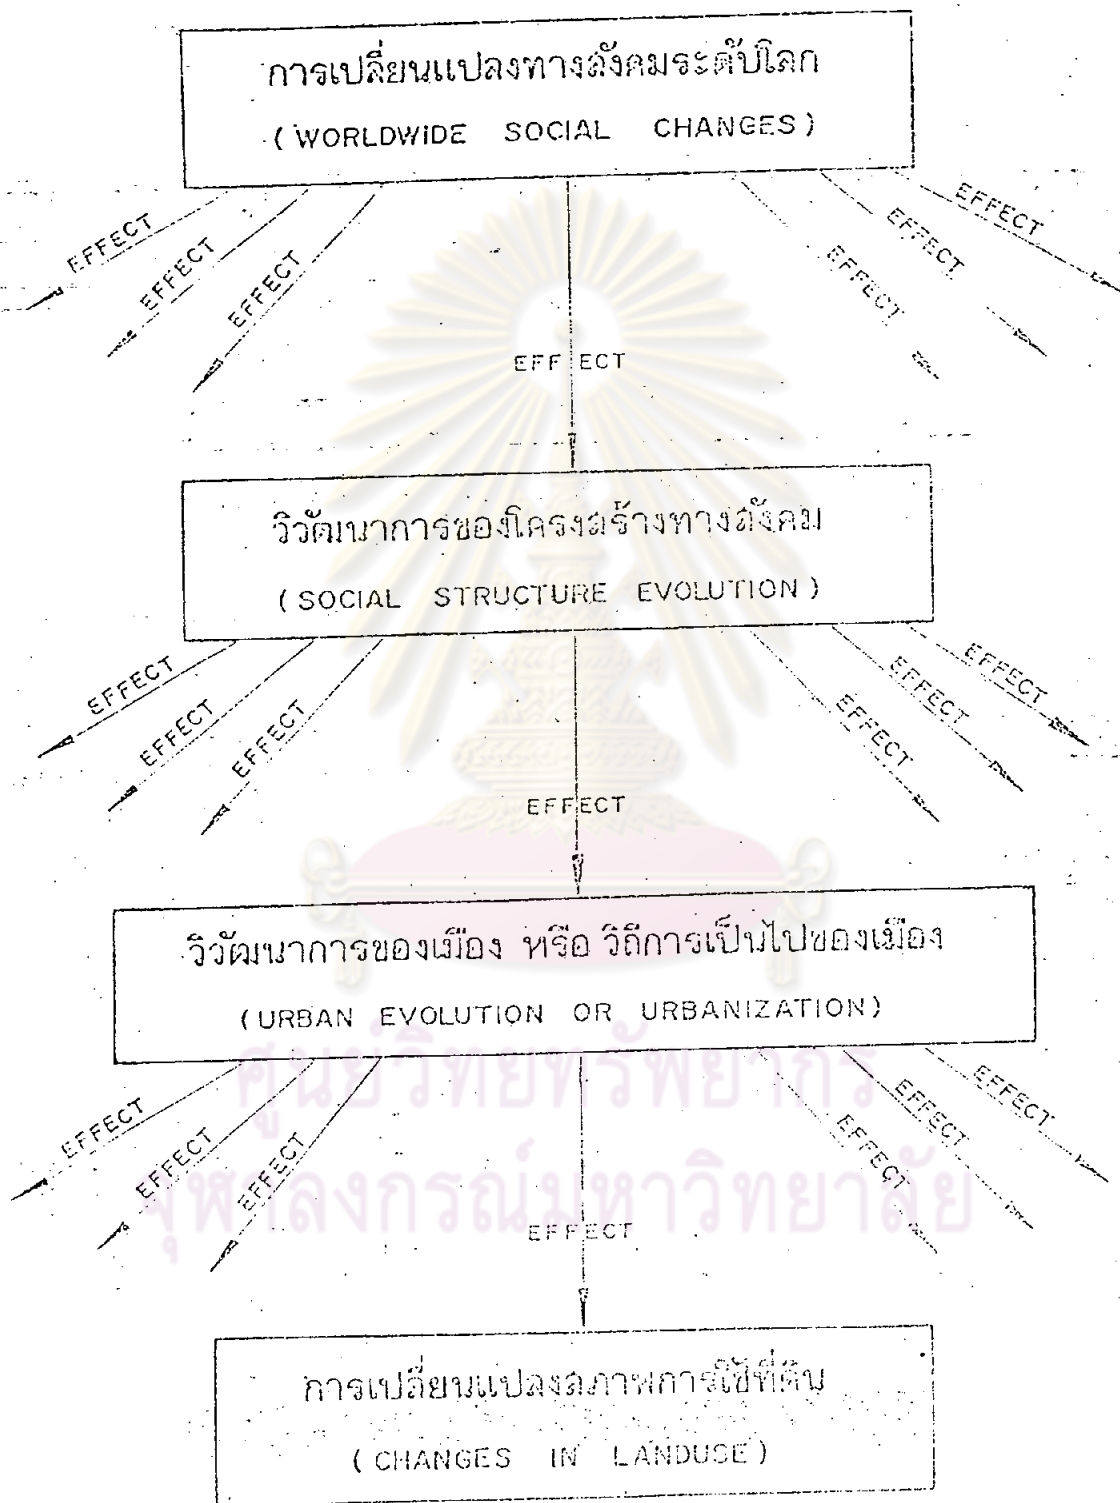 การเปลี่ยนแปลงทางสังคมระดับโลก
(WORLDWIDE SOCIAL CHANGES)
EFFECT
EFFECT
EFFECT
EFFECT
EFFECT
EFFECT
EFFECT
วิวัฒนาการของโครงสร้างทางสังคม
(SOCIAL STRUCTURE EVOLUTION)
EFFECT
EFFECT
EFFECT
EFFECT
EFFECT
EFFECT
EFFECT
วิวัฒนาการของเมือง หรือ วิถีการเป็นไปของเมือง
(URBAN EVOLUTION OR URBANIZATION)
ศูนย์วิทยทรัพยากร
EFFECT
EFFECT
EFFECT
EFFECT
EFFECT
EFFECT
จุฬาลงกรณ์มหาวิทยาลัย
EFFECT
การเปลี่ยนแปลงสภาพการใช้ที่ดิน
(CHANGES IN LANDUSE)